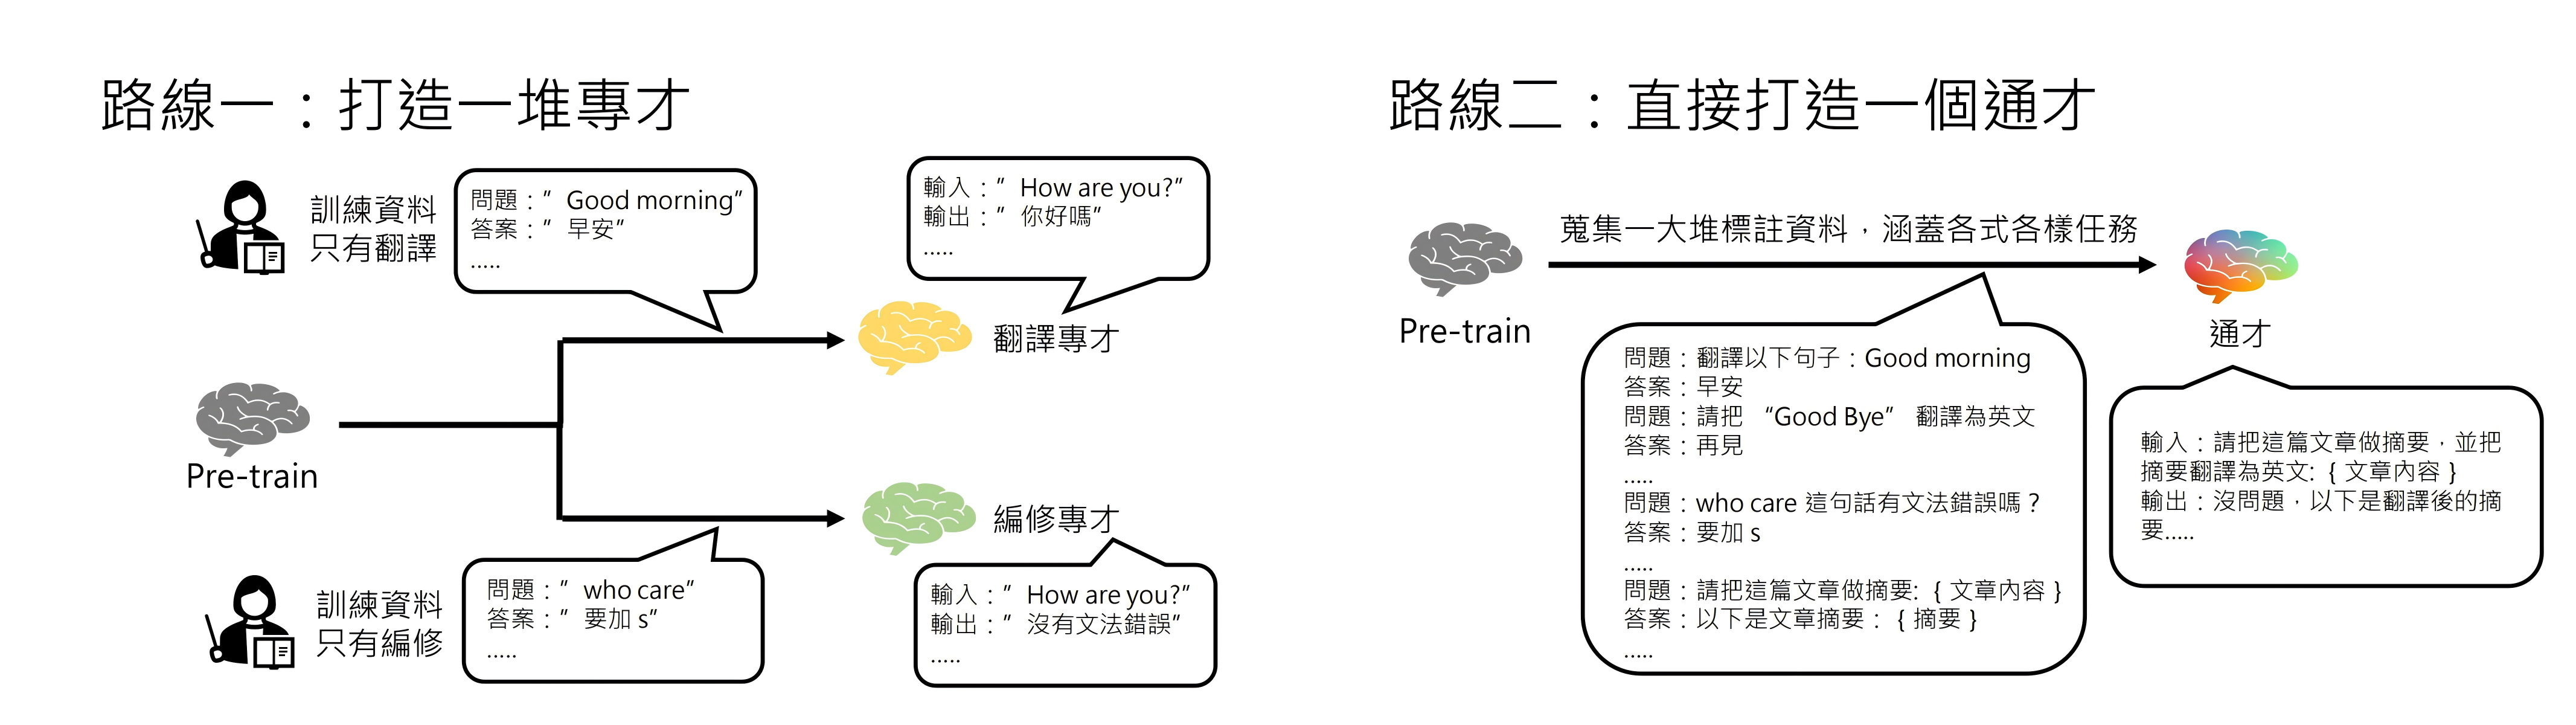 路線一：打造一堆專才
訓練資料
只有翻譯
問題：”Good morning”
答案：”早安”
.....
輸入：”How are you?”
輸出：”你好嗎”
.....
翻譯專才
Pre-train
編修專才
訓練資料
只有編修
問題：”who care”
答案：”要加 s”
.....
輸入：”How are you?”
輸出：”沒有文法錯誤”
.....
路線二：直接打造一個通才
蒐集一大堆標註資料，涵蓋各式各樣任務
Pre-train
通才
問題：翻譯以下句子：Good morning
答案：早安
問題：請把 “Good Bye” 翻譯為英文
答案：再見
.....
問題：who care 這句話有文法錯誤嗎？
答案：要加 s
.....
問題：請把這篇文章做摘要: { 文章內容 }
答案：以下是文章摘要： { 摘要 }
.....
輸入：請把這篇文章做摘要，並把
摘要翻譯為英文: { 文章內容 }
輸出：沒問題，以下是翻譯後的摘
要.....